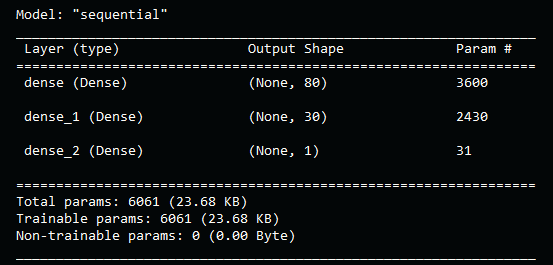 Model: "sequential"
_________________________________________________________________
Layer (type) Output Shape Param #
=================================================================
dense (Dense) (None, 80) 3600
dense_1 (Dense) (None, 30) 2430
dense_2 (Dense) (None, 1) 31
=================================================================
Total params: 6061 (23.68 KB)
Trainable params: 6061 (23.68 KB)
Non-trainable params: 0 (0.00 Byte)
_________________________________________________________________